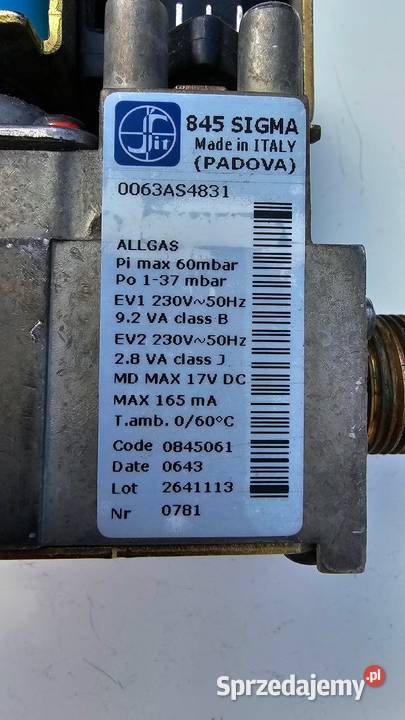 Sit
845 SIGMA
Made in ITALY
(PADOVA)
0063AS4831
ALLGAS
Pi max 60mbar
Po 1-37 mbar
EV1 230V~50Hz
9.2 VA class B
EV2 230V~50Hz
2.8 VA class J
MD MAX 17V DC
MAX 165 mA
T.amb. 0/60°C
Code 0845061
Date 0643
Lot 2641113
Nr 0781
Sprzedajemy.pl